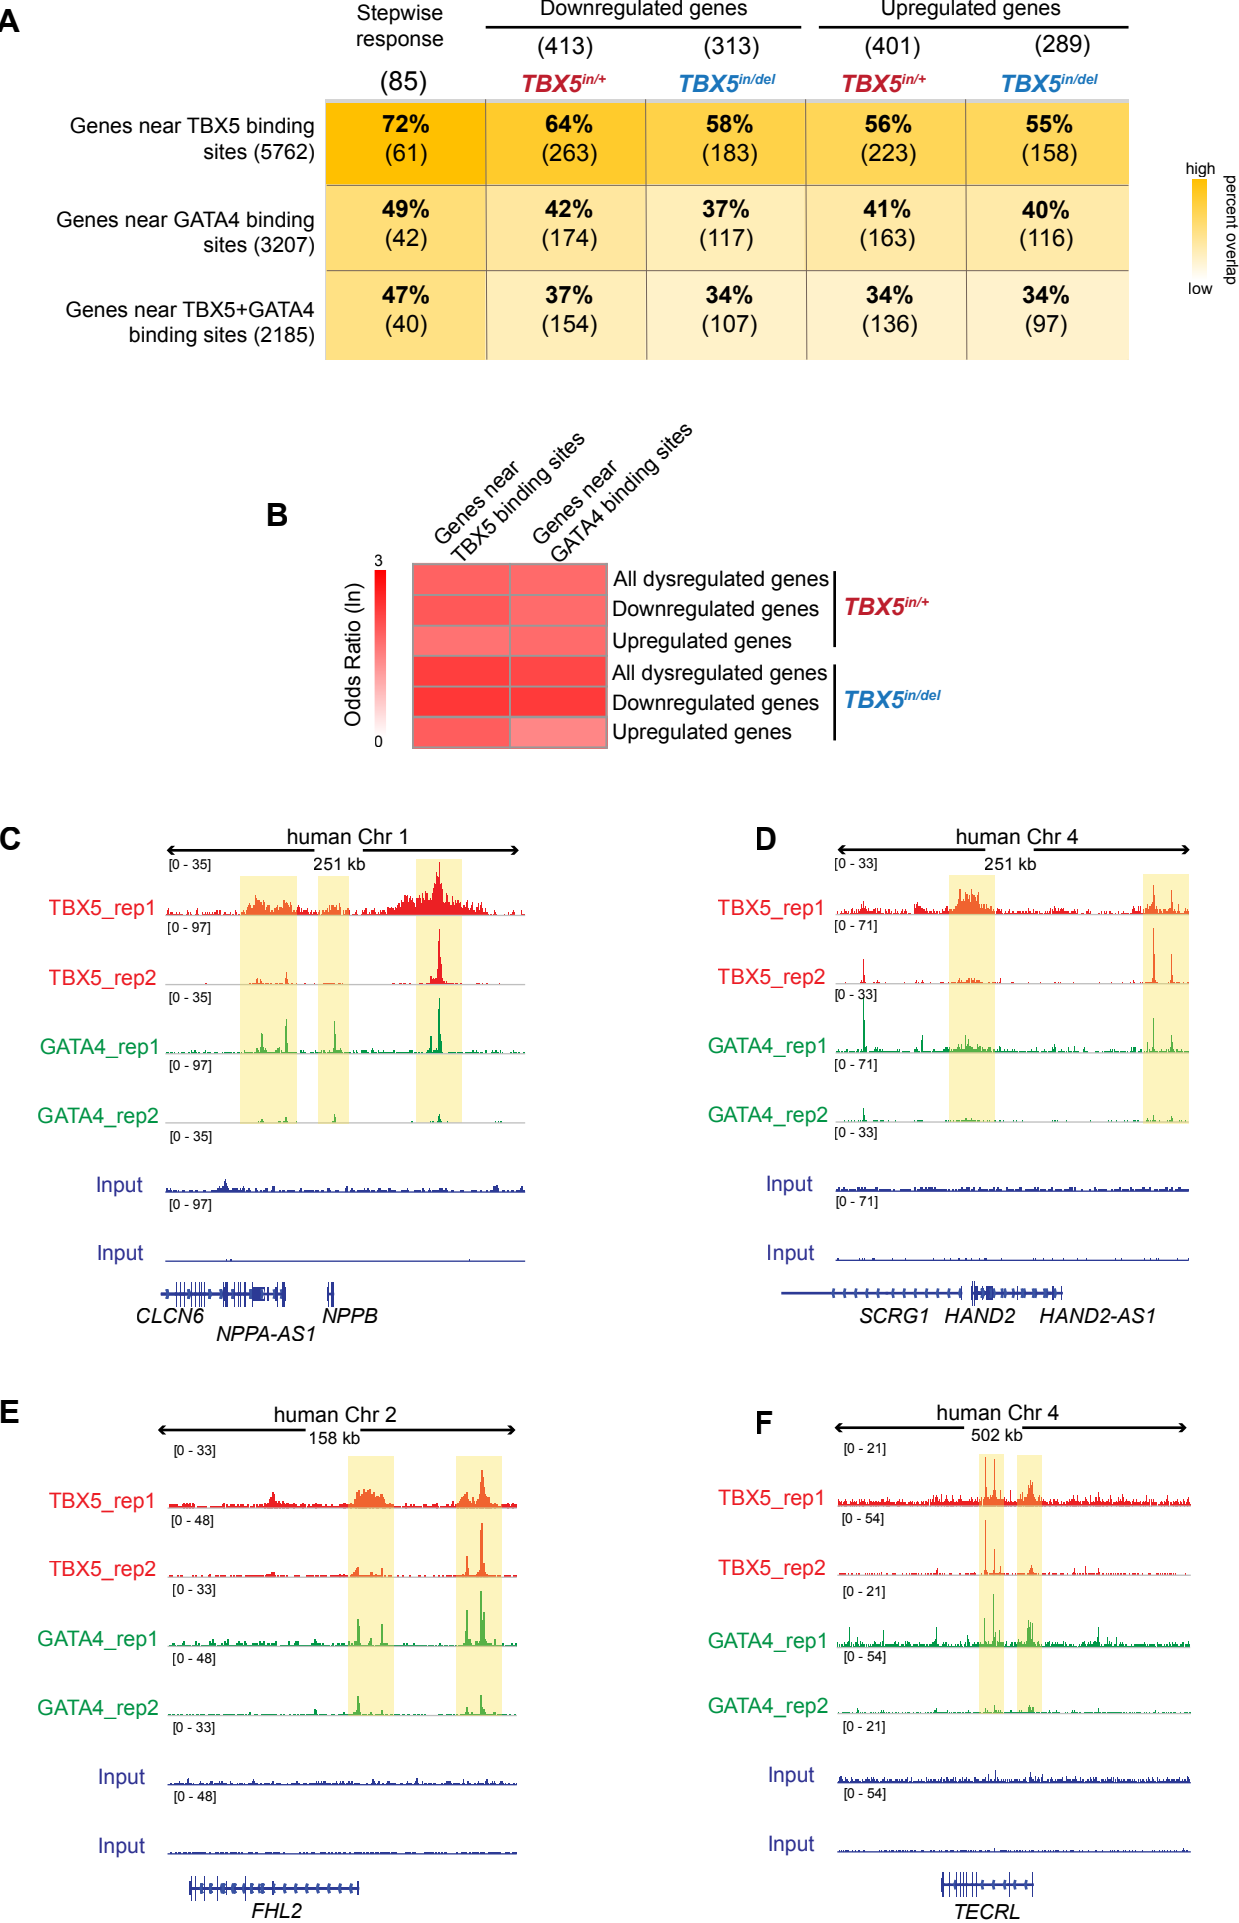 A
Stepwise
response
(85)
Downregulated genes
Upregulated genes
(413)
(313)
(401)
(289)
TBX5in/+
TBX5in/del
TBX5in/+
TBX5in/del
Genes near TBX5 binding
sites (5762)
72%
(61)
64%
(263)
58%
(183)
56%
(223)
55%
(158)
Genes near GATA4 binding
sites (3207)
49%
(42)
42%
(174)
37%
(117)
41%
(163)
40%
(116)
Genes near TBX5+GATA4
binding sites (2185)
47%
(40)
37%
(154)
34%
(107)
34%
(136)
34%
(97)
high
percent overlap
low
B
Genes near
TBX5 binding sites
Genes near
GATA4 binding sites
3
Odds Ratio (ln)
0
All dysregulated genes
Downregulated genes
Upregulated genes
TBX5in/+
All dysregulated genes
Downregulated genes
Upregulated genes
TBX5in/del
C
human Chr 1
251 kb
[0 - 35]
TBX5_rep1
[0 - 97]
TBX5_rep2
[0 - 35]
GATA4_rep1
[0 - 97]
GATA4_rep2
[0 - 35]
Input
[0 - 97]
Input
CLCN6
NPPA-AS1
NPPB
D
human Chr 4
251 kb
[0 - 33]
TBX5_rep1
[0 - 71]
TBX5_rep2
[0 - 33]
GATA4_rep1
[0 - 71]
GATA4_rep2
[0 - 33]
Input
[0 - 71]
Input
SCRG1 HAND2 HAND2-AS1
E
human Chr 2
158 kb
[0 - 33]
TBX5_rep1
[0 - 48]
TBX5_rep2
[0 - 33]
GATA4_rep1
[0 - 48]
GATA4_rep2
[0 - 33]
Input
[0 - 48]
Input
FHL2
F
human Chr 4
502 kb
[0 - 21]
TBX5_rep1
[0 - 54]
TBX5_rep2
[0 - 21]
GATA4_rep1
[0 - 54]
GATA4_rep2
[0 - 21]
Input
[0 - 54]
Input
TECRL